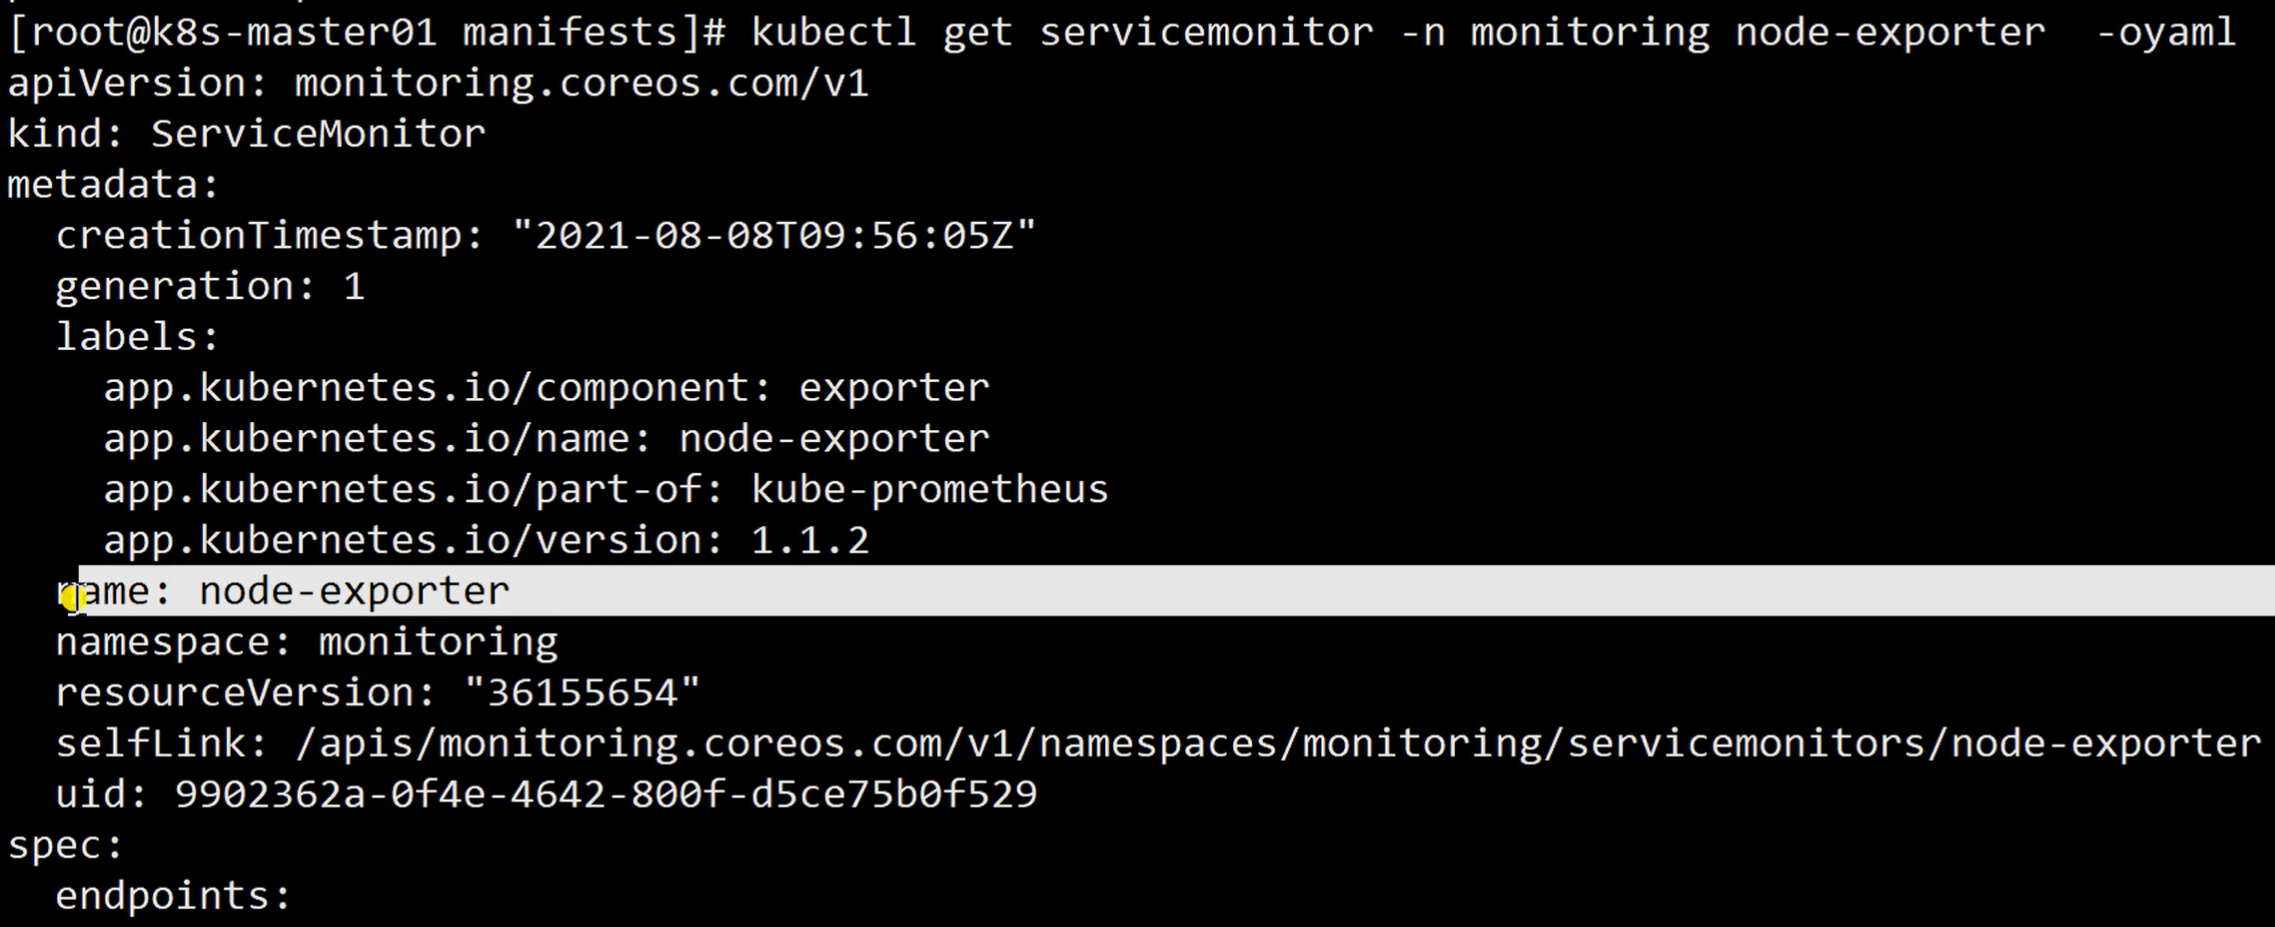 [root@k8s-master01 manifests]# kubectl get servicemonitor -n monitoring node-exporter  -oyaml
apiVersion: monitoring.coreos.com/v1
kind: ServiceMonitor
metadata:
  creationTimestamp: "2021-08-08T09:56:05Z"
  generation: 1
  labels:
    app.kubernetes.io/component: exporter
    app.kubernetes.io/name: node-exporter
    app.kubernetes.io/part-of: kube-prometheus
    app.kubernetes.io/version: 1.1.2
  name: node-exporter
  namespace: monitoring
  resourceVersion: "36155654"
  selfLink: /apis/monitoring.coreos.com/v1/namespaces/monitoring/servicemonitors/node-exporter
  uid: 9902362a-0f4e-4642-800f-d5ce75b0f529
spec:
  endpoints: